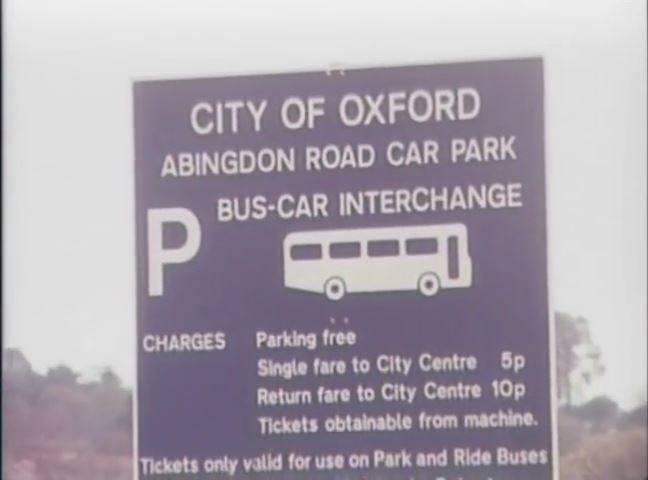 CITY OF OXFORD
ABINGDON ROAD CAR PARK
P BUS-CAR INTERCHANGE
CHARGES Parking free
Single fare to City Centre 5p
Return fare to City Centre 10p
Tickets obtainable from machine.
Tickets only valid for use on Park and Ride Buses